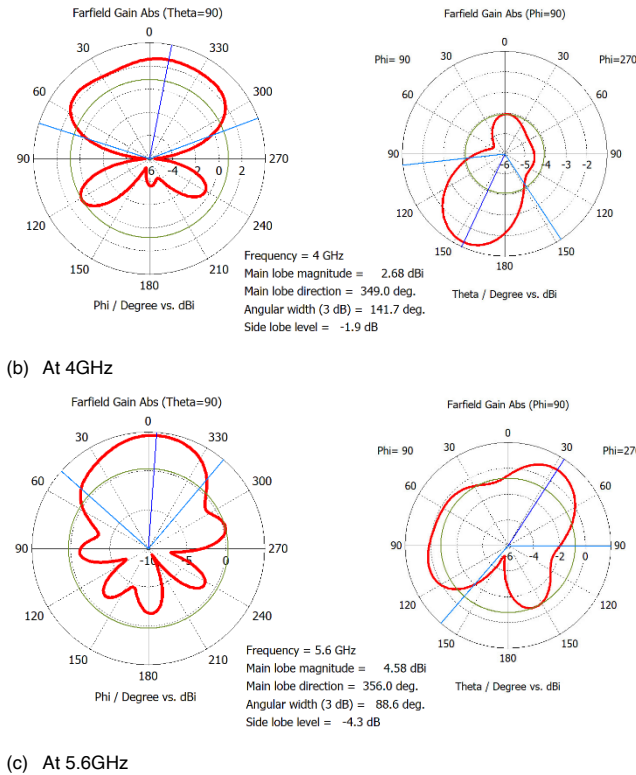 Farfield Gain Abs (Theta=90)
0
30 330
60 300
90 -6 -4 -2 0 2 270
120 240
150 210
180
Phi / Degree vs. dBi
Farfield Gain Abs (Phi=90)
0
Phi= 90 30 30 Phi=270
60 60
90 -6 -5 -4 -3 -2 90
120 120
150 150
180
Theta / Degree vs. dBi
Frequency = 4 GHz
Main lobe magnitude = 2.68 dBi
Main lobe direction = 349.0 deg.
Angular width (3 dB) = 141.7 deg.
Side lobe level = -1.9 dB
(b) At 4GHz
Farfield Gain Abs (Theta=90)
0
30 330
60 300
90 -10 -5 0 270
120 240
150 210
180
Phi / Degree vs. dBi
Farfield Gain Abs (Phi=90)
0
Phi= 90 30 30 Phi=270
60 60
90 -6 -4 -2 0 90
120 120
150 150
180
Theta / Degree vs. dBi
Frequency = 5.6 GHz
Main lobe magnitude = 4.58 dBi
Main lobe direction = 356.0 deg.
Angular width (3 dB) = 88.6 deg.
Side lobe level = -4.3 dB
(c) At 5.6GHz